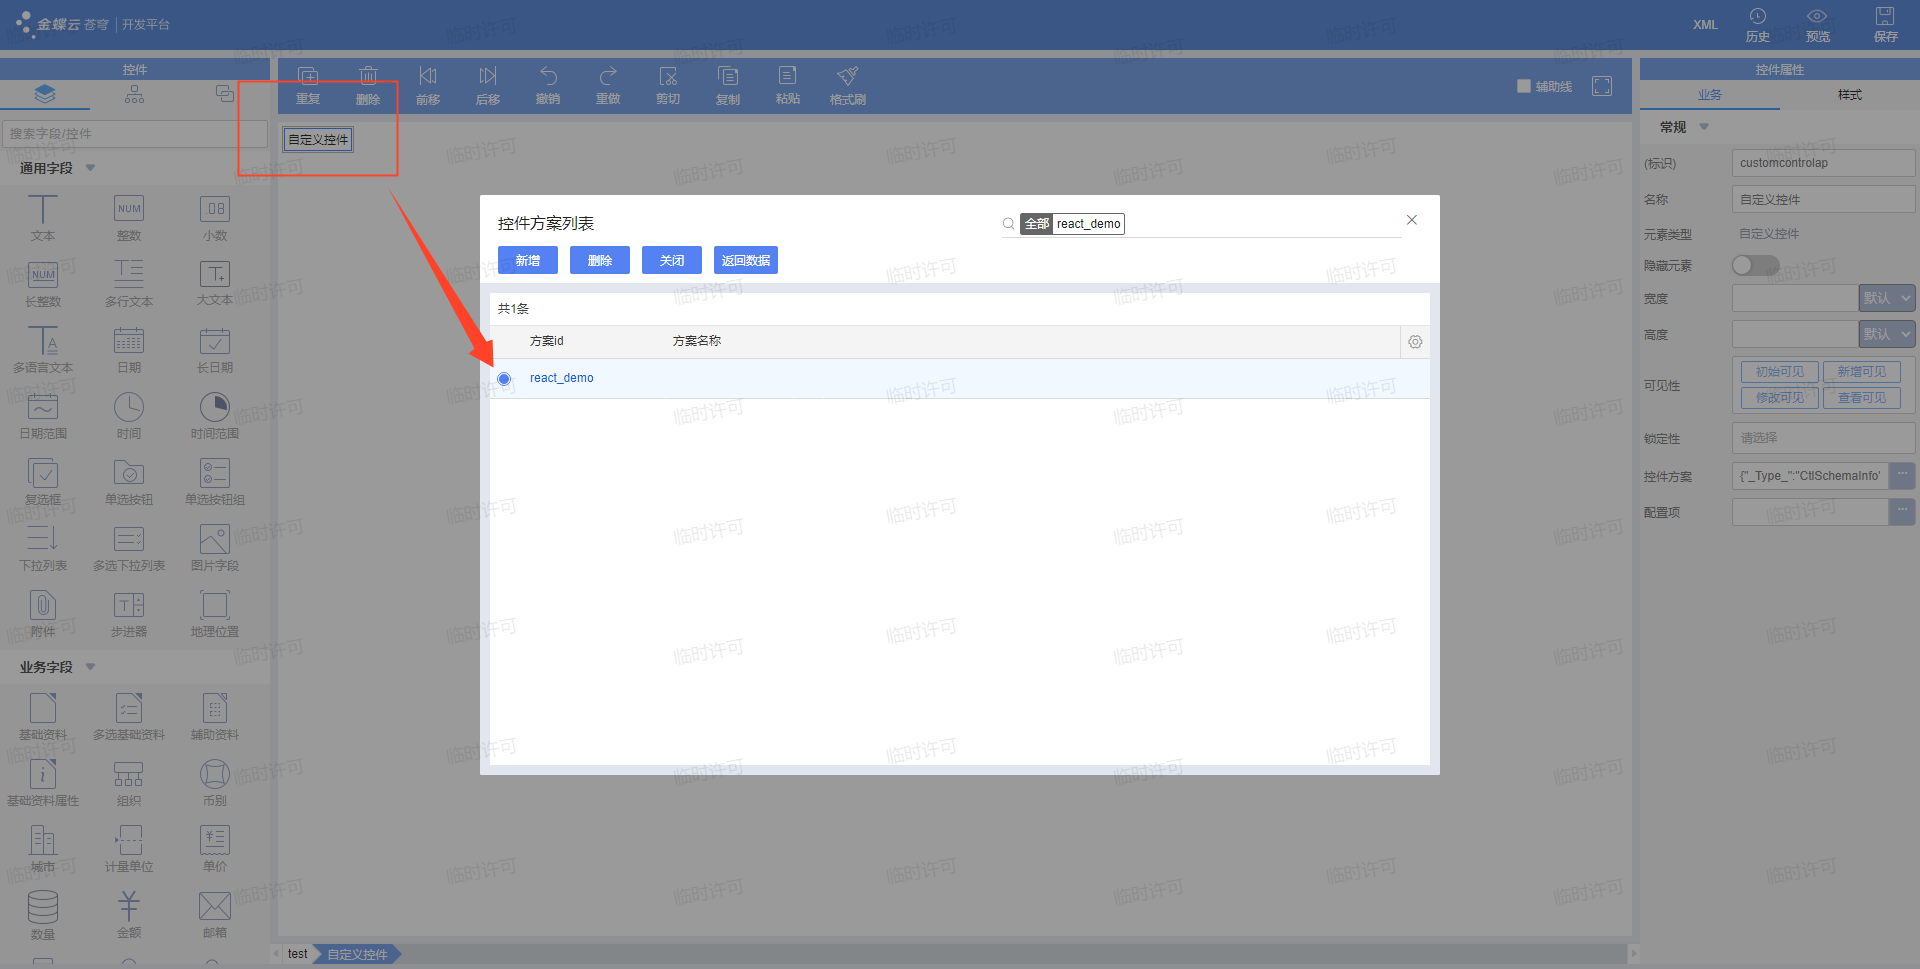 金蝶云 苍穹 | 开发平台
XML
历史
预览
保存
控件
搜索字段/控件
通用字段
文本
整数
小数
长整数
多行文本
大文本
多语言文本
日期
长日期
日期范围
时间
时间范围
复选框
单选按钮
单选按钮组
下拉列表
多选下拉列表
图片字段
附件
步进器
地理位置
业务字段
基础资料
多选基础资料
辅助资料
基础资料属性
组织
币别
城市
计量单位
单价
数量
金额
邮箱
重复
删除
前移
后移
撤销
重做
剪切
复制
粘贴
格式刷
辅助线
自定义控件
控件方案列表
全部 react_demo
新增
删除
关闭
返回数据
共1条
方案id
方案名称
react_demo
test
自定义控件
控件属性
业务
样式
常规
(标识)
customcontrolap
名称
自定义控件
元素类型
自定义控件
隐藏元素
宽度
默认
高度
默认
可见性
初始可见
新增可见
修改可见
查看可见
锁定性
请选择
控件方案
{"_Type_":"CtlSchemaInfo"
...
配置项
...
临时许可